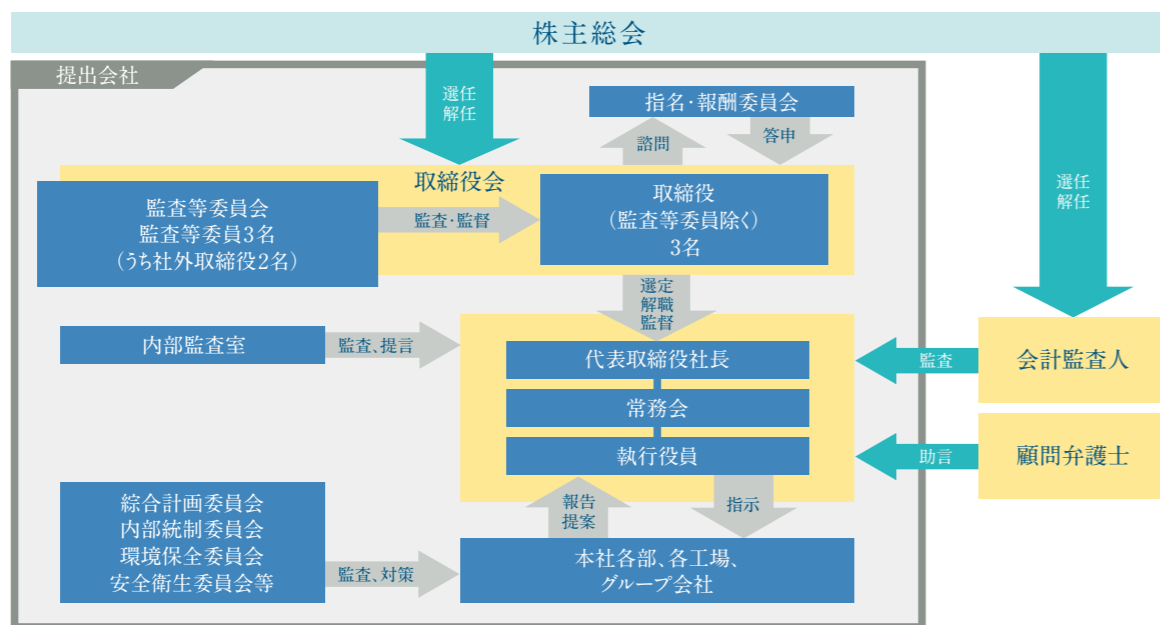 株主総会
提出会社
選任
解任
指名・報酬委員会
諮問
答申
選任
解任
取締役会
監査等委員会
監査等委員3名
（うち社外取締役2名）
監査・監督
取締役
（監査等委員除く）
3名
選定
解職
監督
内部監査室
監査、提言
代表取締役社長
監査
会計監査人
常務会
執行役員
助言
顧問弁護士
報告
提案
指示
綜合計画委員会
内部統制委員会
環境保全委員会
安全衛生委員会等
監査、対策
本社各部、各工場、
グループ会社